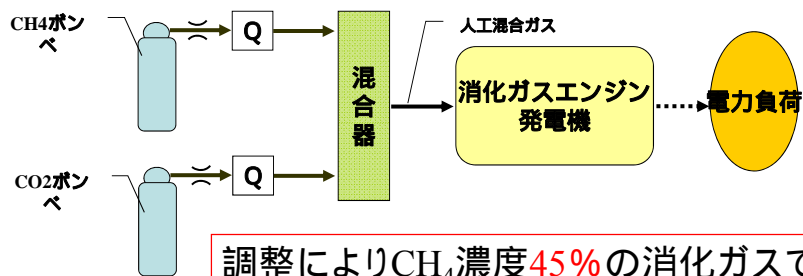 CH4ボン
ベ
Q
人工混合ガス
混
合
器
消化ガスエンジン
発電機
電力負荷
CO2ボン
ベ
Q
調整によりCH₄濃度45%の消化ガスで